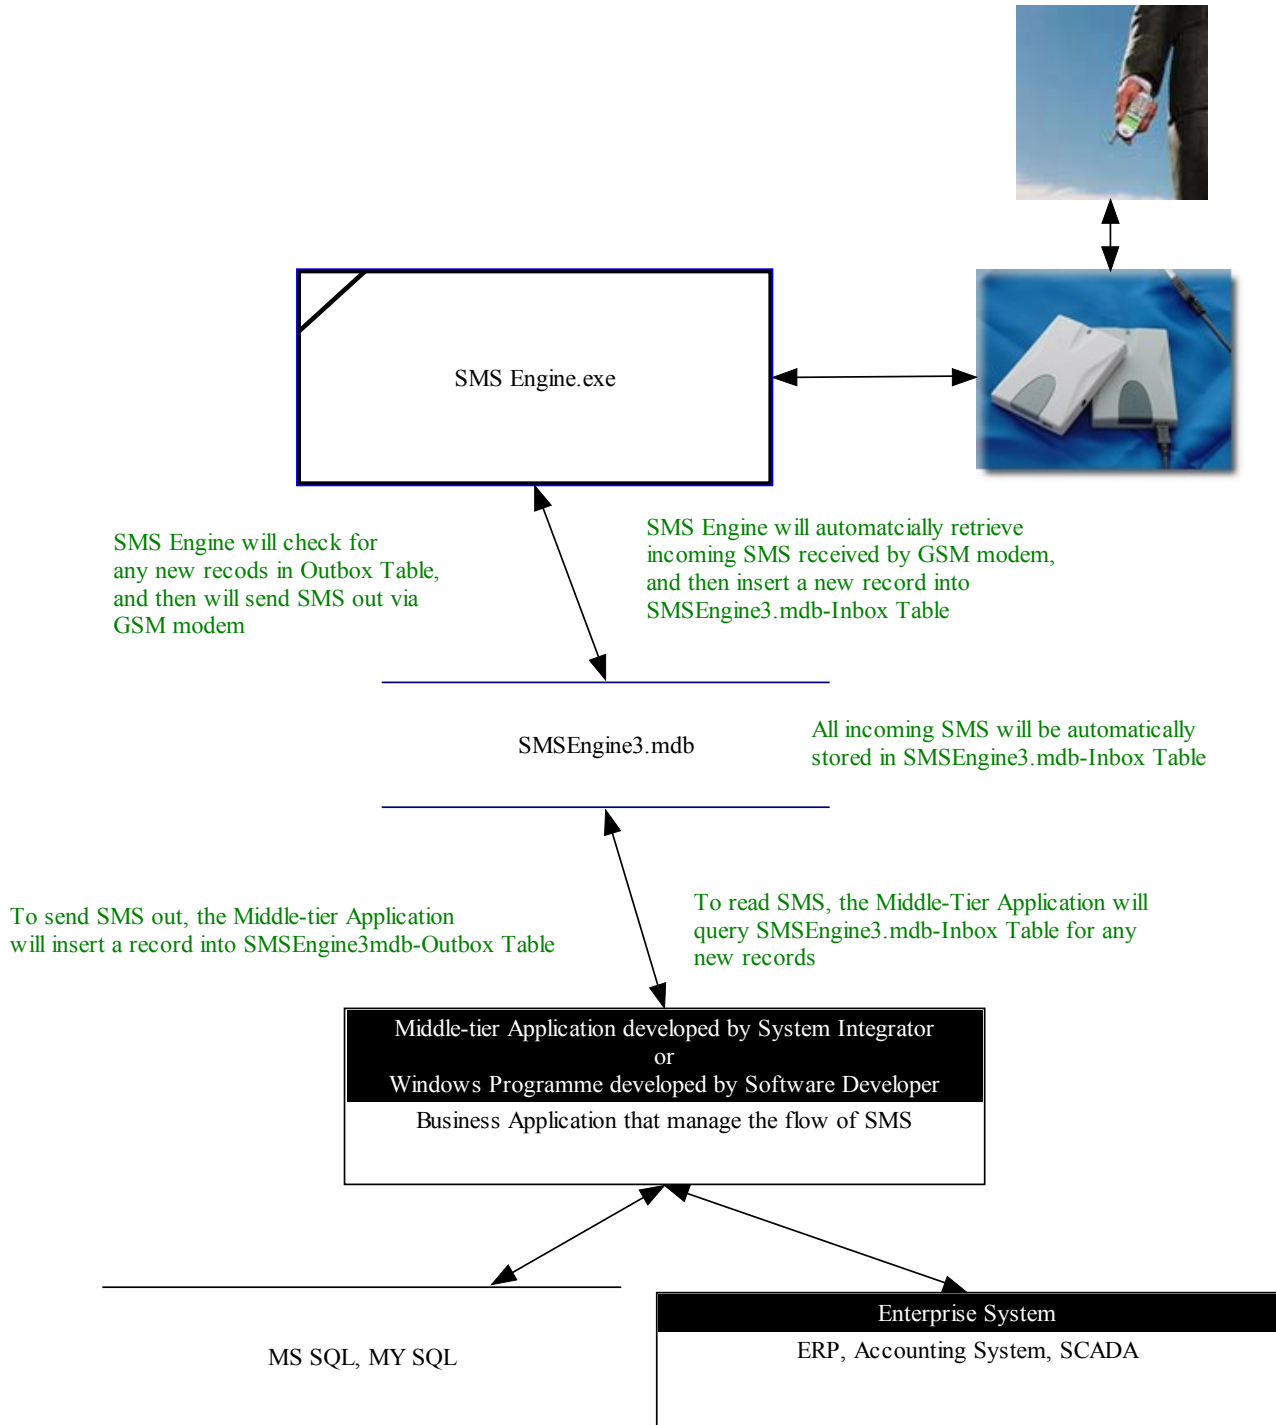 SMS Engine.exe
SMS Engine will check for
any new recods in Outbox Table,
and then will send SMS out via
GSM modem
SMS Engine will automatcially retrieve
incoming SMS received by GSM modem,
and then insert a new record into
SMSEngine3.mdb-Inbox Table
SMSEngine3.mdb
All incoming SMS will be automatically
stored in SMSEngine3.mdb-Inbox Table
To send SMS out, the Middle-tier Application
will insert a record into SMSEngine3mdb-Outbox Table
To read SMS, the Middle-Tier Application will
query SMSEngine3.mdb-Inbox Table for any
new records
Middle-tier Application developed by System Integrator
or
Windows Programme developed by Software Developer
Business Application that manage the flow of SMS
MS SQL, MY SQL
Enterprise System
ERP, Accounting System, SCADA